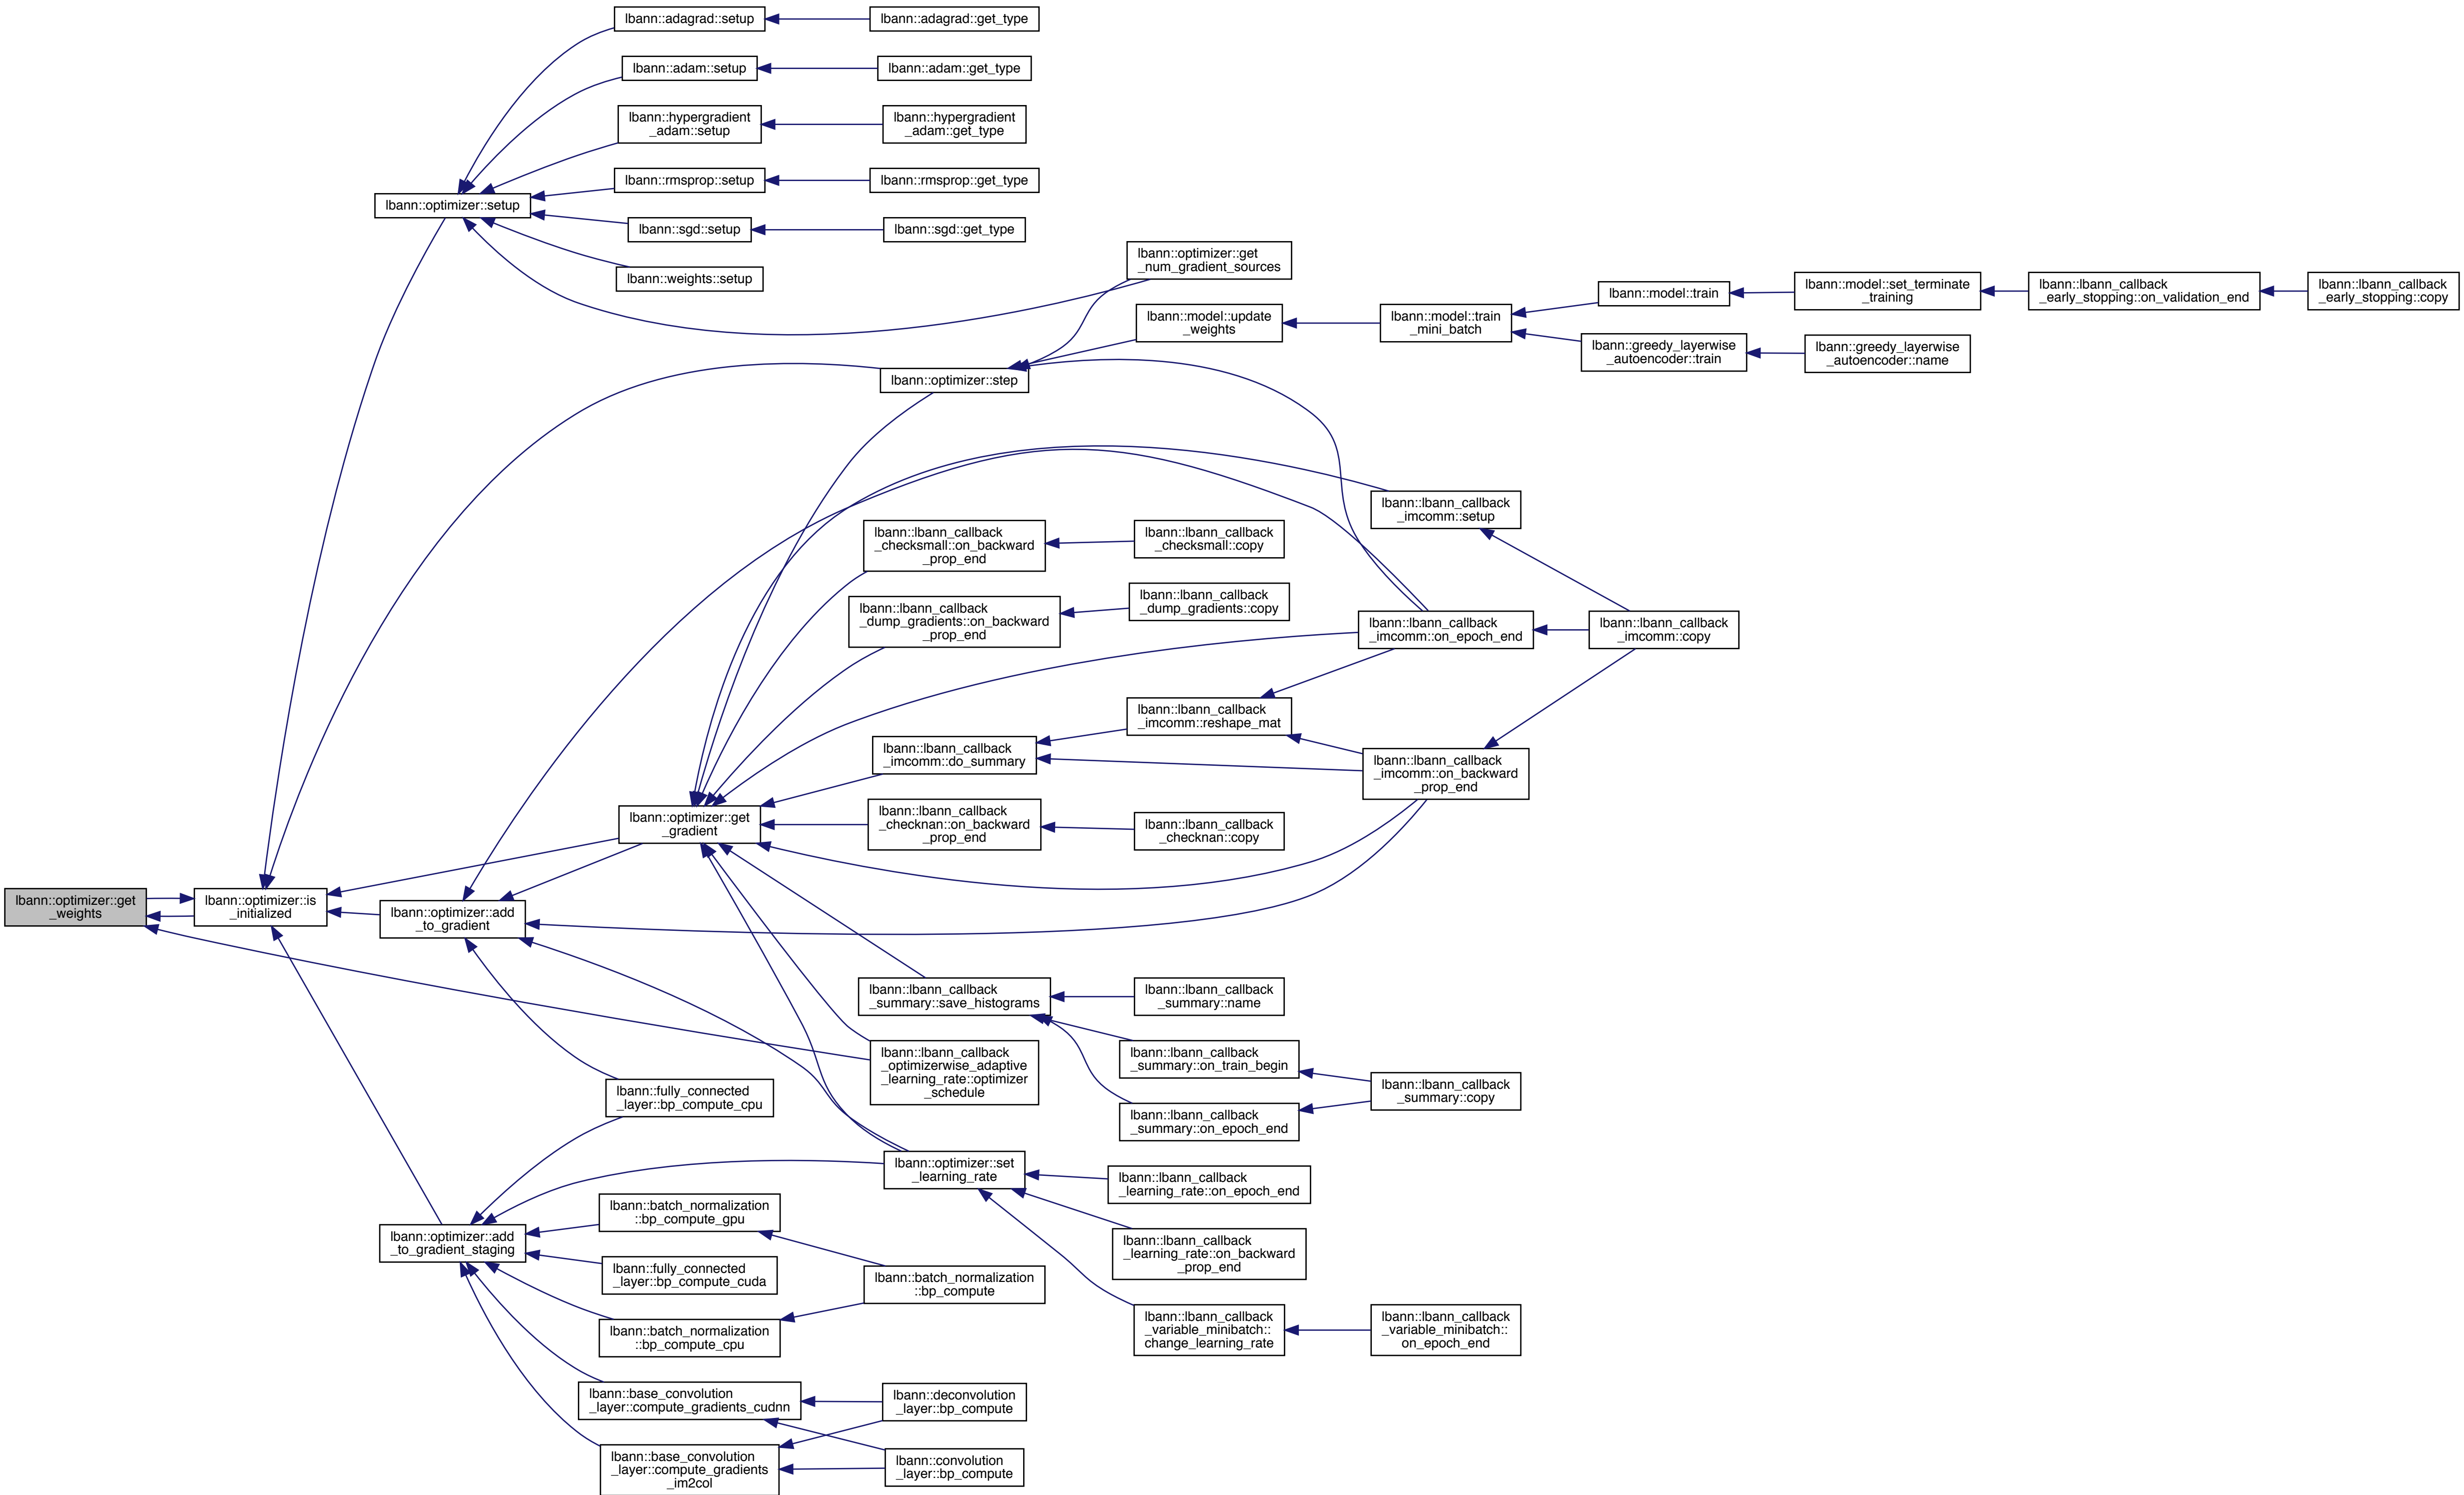 lbann::adagrad::setup
lbann::adagrad::get_type
lbann::adam::setup
lbann::adam::get_type
lbann::hypergradient
_adam::setup
lbann::hypergradient
_adam::get_type
lbann::rmsprop::setup
lbann::rmsprop::get_type
lbann::optimizer::setup
lbann::sgd::setup
lbann::sgd::get_type
lbann::weights::setup
lbann::optimizer::get
_num_gradient_sources
lbann::model::update
_weights
lbann::model::train
_mini_batch
lbann::model::train
lbann::model::set_terminate
_training
lbann::lbann_callback
_early_stopping::on_validation_end
lbann::lbann_callback
_early_stopping::copy
lbann::greedy_layerwise
_autoencoder::train
lbann::greedy_layerwise
_autoencoder::name
lbann::optimizer::step
lbann::lbann_callback
_imcomm::setup
lbann::lbann_callback
_checksmall::on_backward
_prop_end
lbann::lbann_callback
_checksmall::copy
lbann::lbann_callback
_dump_gradients::on_backward
_prop_end
lbann::lbann_callback
_dump_gradients::copy
lbann::lbann_callback
_imcomm::on_epoch_end
lbann::lbann_callback
_imcomm::copy
lbann::lbann_callback
_imcomm::reshape_mat
lbann::lbann_callback
_imcomm::do_summary
lbann::lbann_callback
_imcomm::on_backward
_prop_end
lbann::optimizer::get
_gradient
lbann::lbann_callback
_checknan::on_backward
_prop_end
lbann::lbann_callback
_checknan::copy
lbann::optimizer::get
_weights
lbann::optimizer::is
_initialized
lbann::optimizer::add
_to_gradient
lbann::lbann_callback
_summary::save_histograms
lbann::lbann_callback
_summary::name
lbann::lbann_callback
_optimizerwise_adaptive
_learning_rate::optimizer
_schedule
lbann::lbann_callback
_summary::on_train_begin
lbann::lbann_callback
_summary::on_epoch_end
lbann::lbann_callback
_summary::copy
lbann::fully_connected
_layer::bp_compute_cpu
lbann::optimizer::set
_learning_rate
lbann::lbann_callback
_learning_rate::on_epoch_end
lbann::lbann_callback
_learning_rate::on_backward
_prop_end
lbann::optimizer::add
_to_gradient_staging
lbann::batch_normalization
::bp_compute_gpu
lbann::fully_connected
_layer::bp_compute_cuda
lbann::batch_normalization
::bp_compute
lbann::batch_normalization
::bp_compute_cpu
lbann::lbann_callback
_variable_minibatch::
change_learning_rate
lbann::lbann_callback
_variable_minibatch::
on_epoch_end
lbann::base_convolution
_layer::compute_gradients_cudnn
lbann::deconvolution
_layer::bp_compute
lbann::base_convolution
_layer::compute_gradients
_im2col
lbann::convolution
_layer::bp_compute